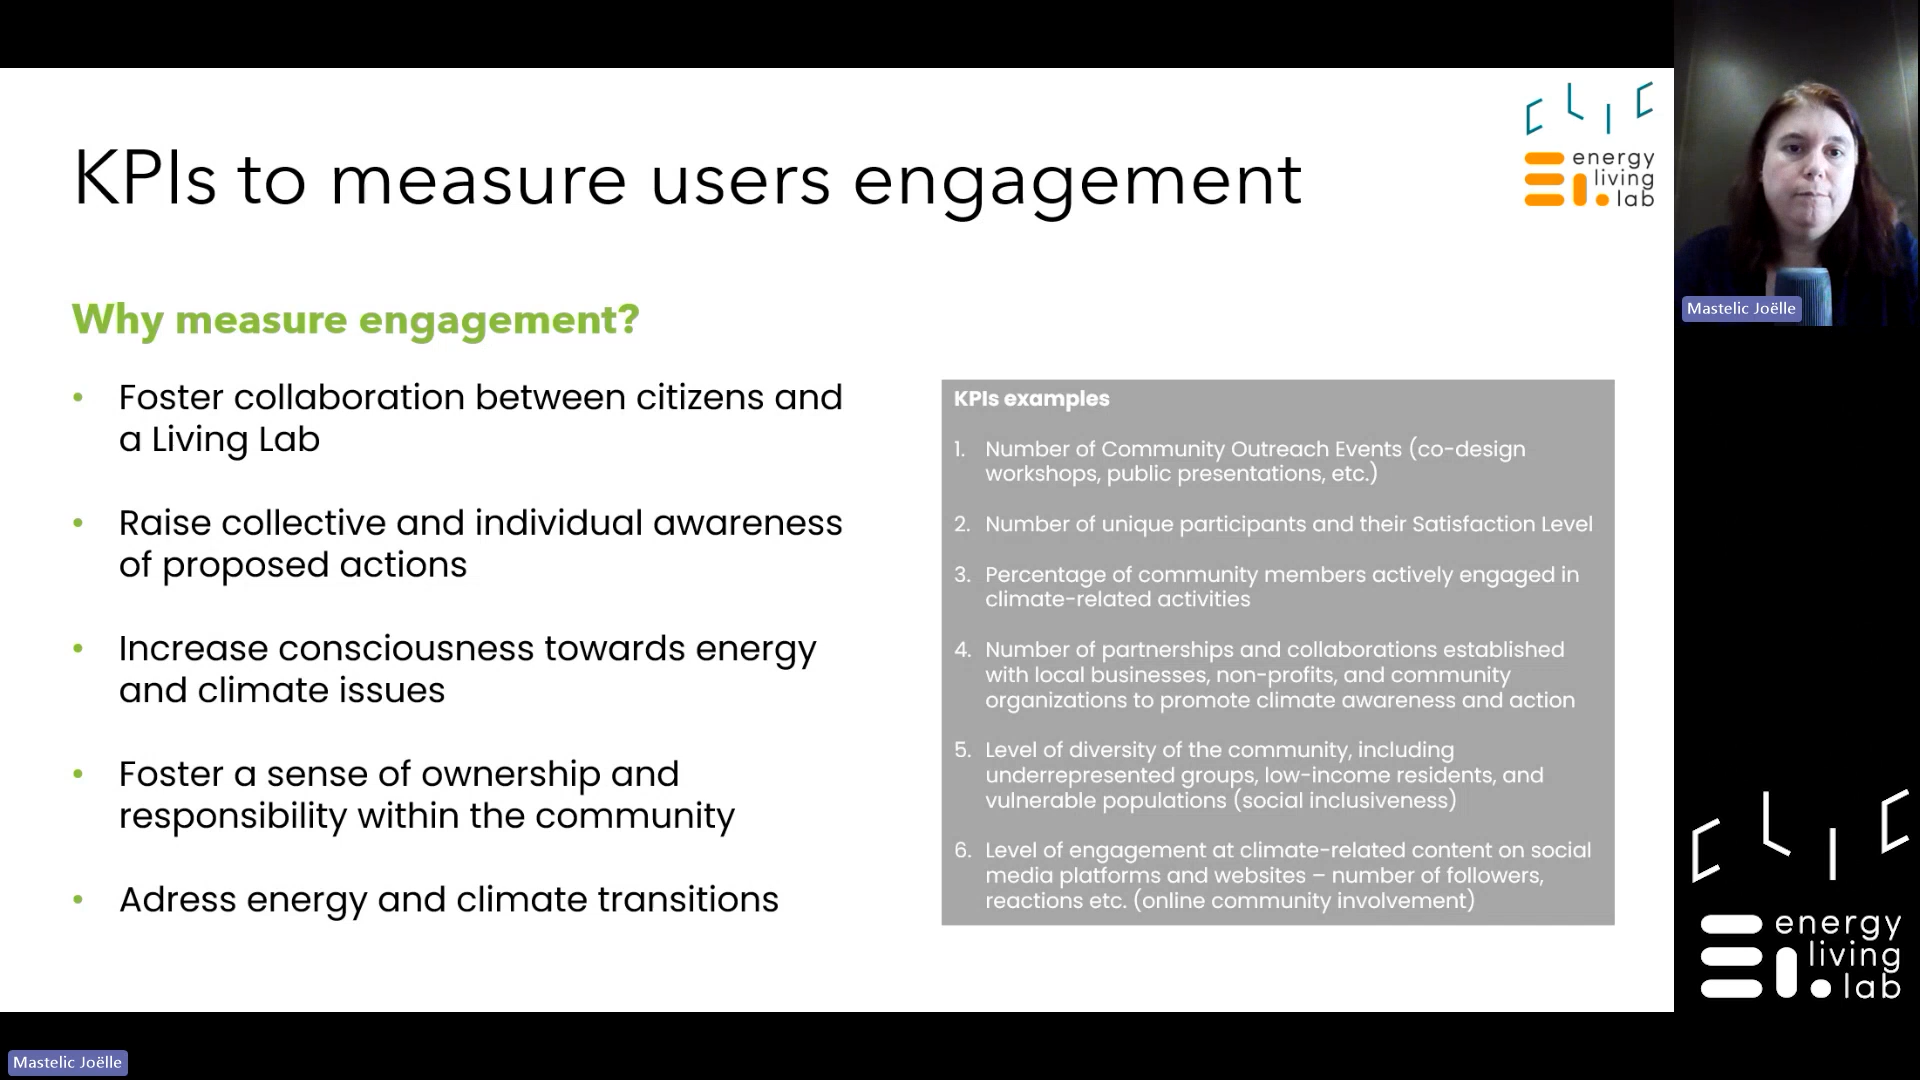 KPIs to measure users engagement
CLIC
energy
living
lab
Why measure engagement?
• Foster collaboration between citizens and
a Living Lab
• Raise collective and individual awareness
of proposed actions
• Increase consciousness towards energy
and climate issues
• Foster a sense of ownership and
responsibility within the community
• Adress energy and climate transitions
KPIs examples
1. Number of Community Outreach Events (co-design
workshops, public presentations, etc.)
2. Number of unique participants and their Satisfaction Level
3. Percentage of community members actively engaged in
climate-related activities
4. Number of partnerships and collaborations established
with local businesses, non-profits, and community
organizations to promote climate awareness and action
5. Level of diversity of the community, including
underrepresented groups, low-income residents, and
vulnerable populations (social inclusiveness)
6. Level of engagement at climate-related content on social
media platforms and websites – number of followers,
reactions etc. (online community involvement)
Mastelic Joëlle
CLIC
energy
living
lab
Mastelic Joëlle